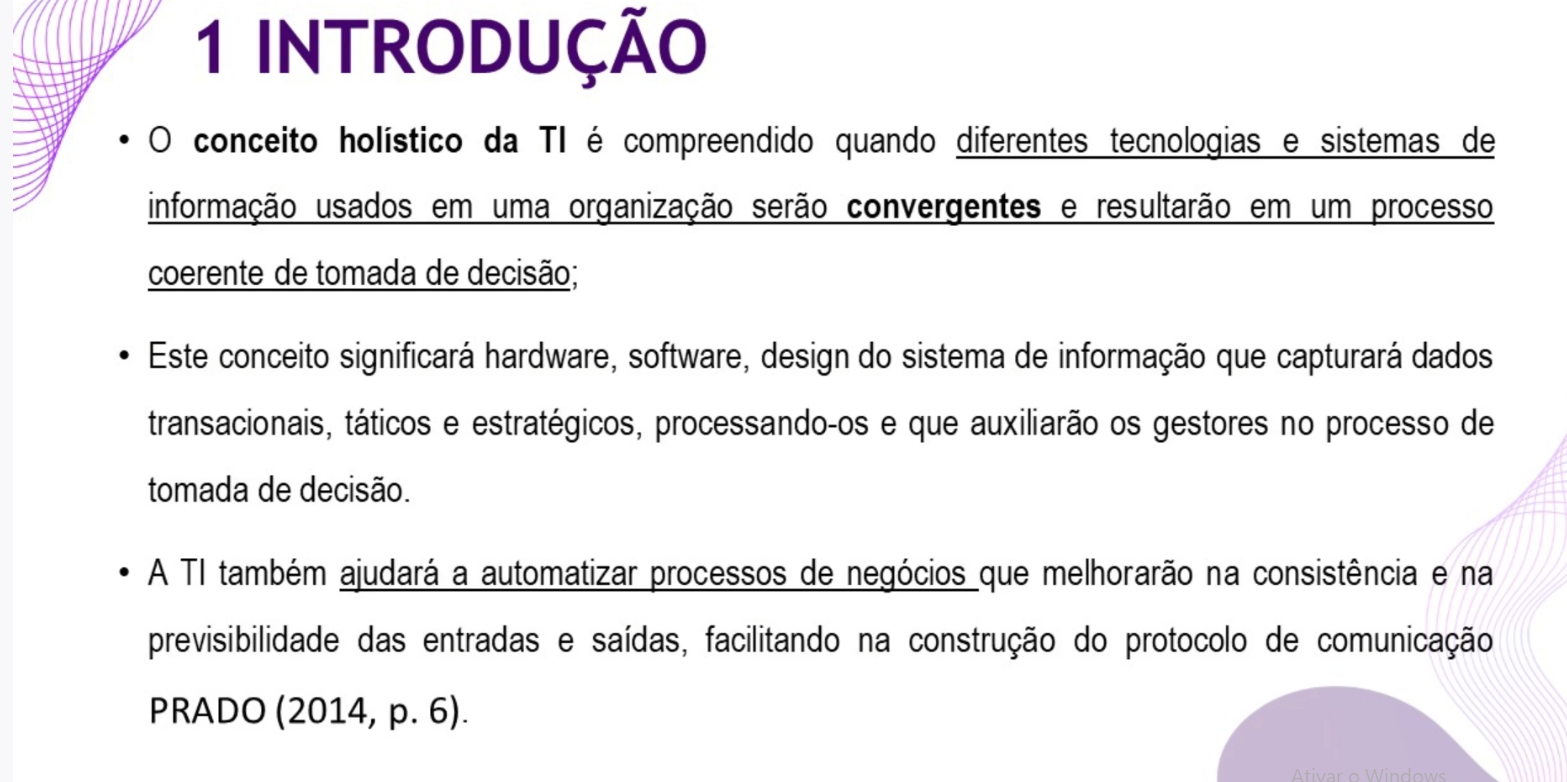 1 INTRODUÇÃO
• O conceito holístico da TI é compreendido quando diferentes tecnologias e sistemas de
informação usados em uma organização serão convergentes e resultarão em um processo
coerente de tomada de decisão;
• Este conceito significará hardware, software, design do sistema de informação que capturará dados
transacionais, táticos e estratégicos, processando-os e que auxiliarão os gestores no processo de
tomada de decisão.
• A TI também ajudará a automatizar processos de negócios que melhorarão na consistência e na
previsibilidade das entradas e saídas, facilitando na construção do protocolo de comunicação
PRADO (2014, p. 6).
Ativar o Windows